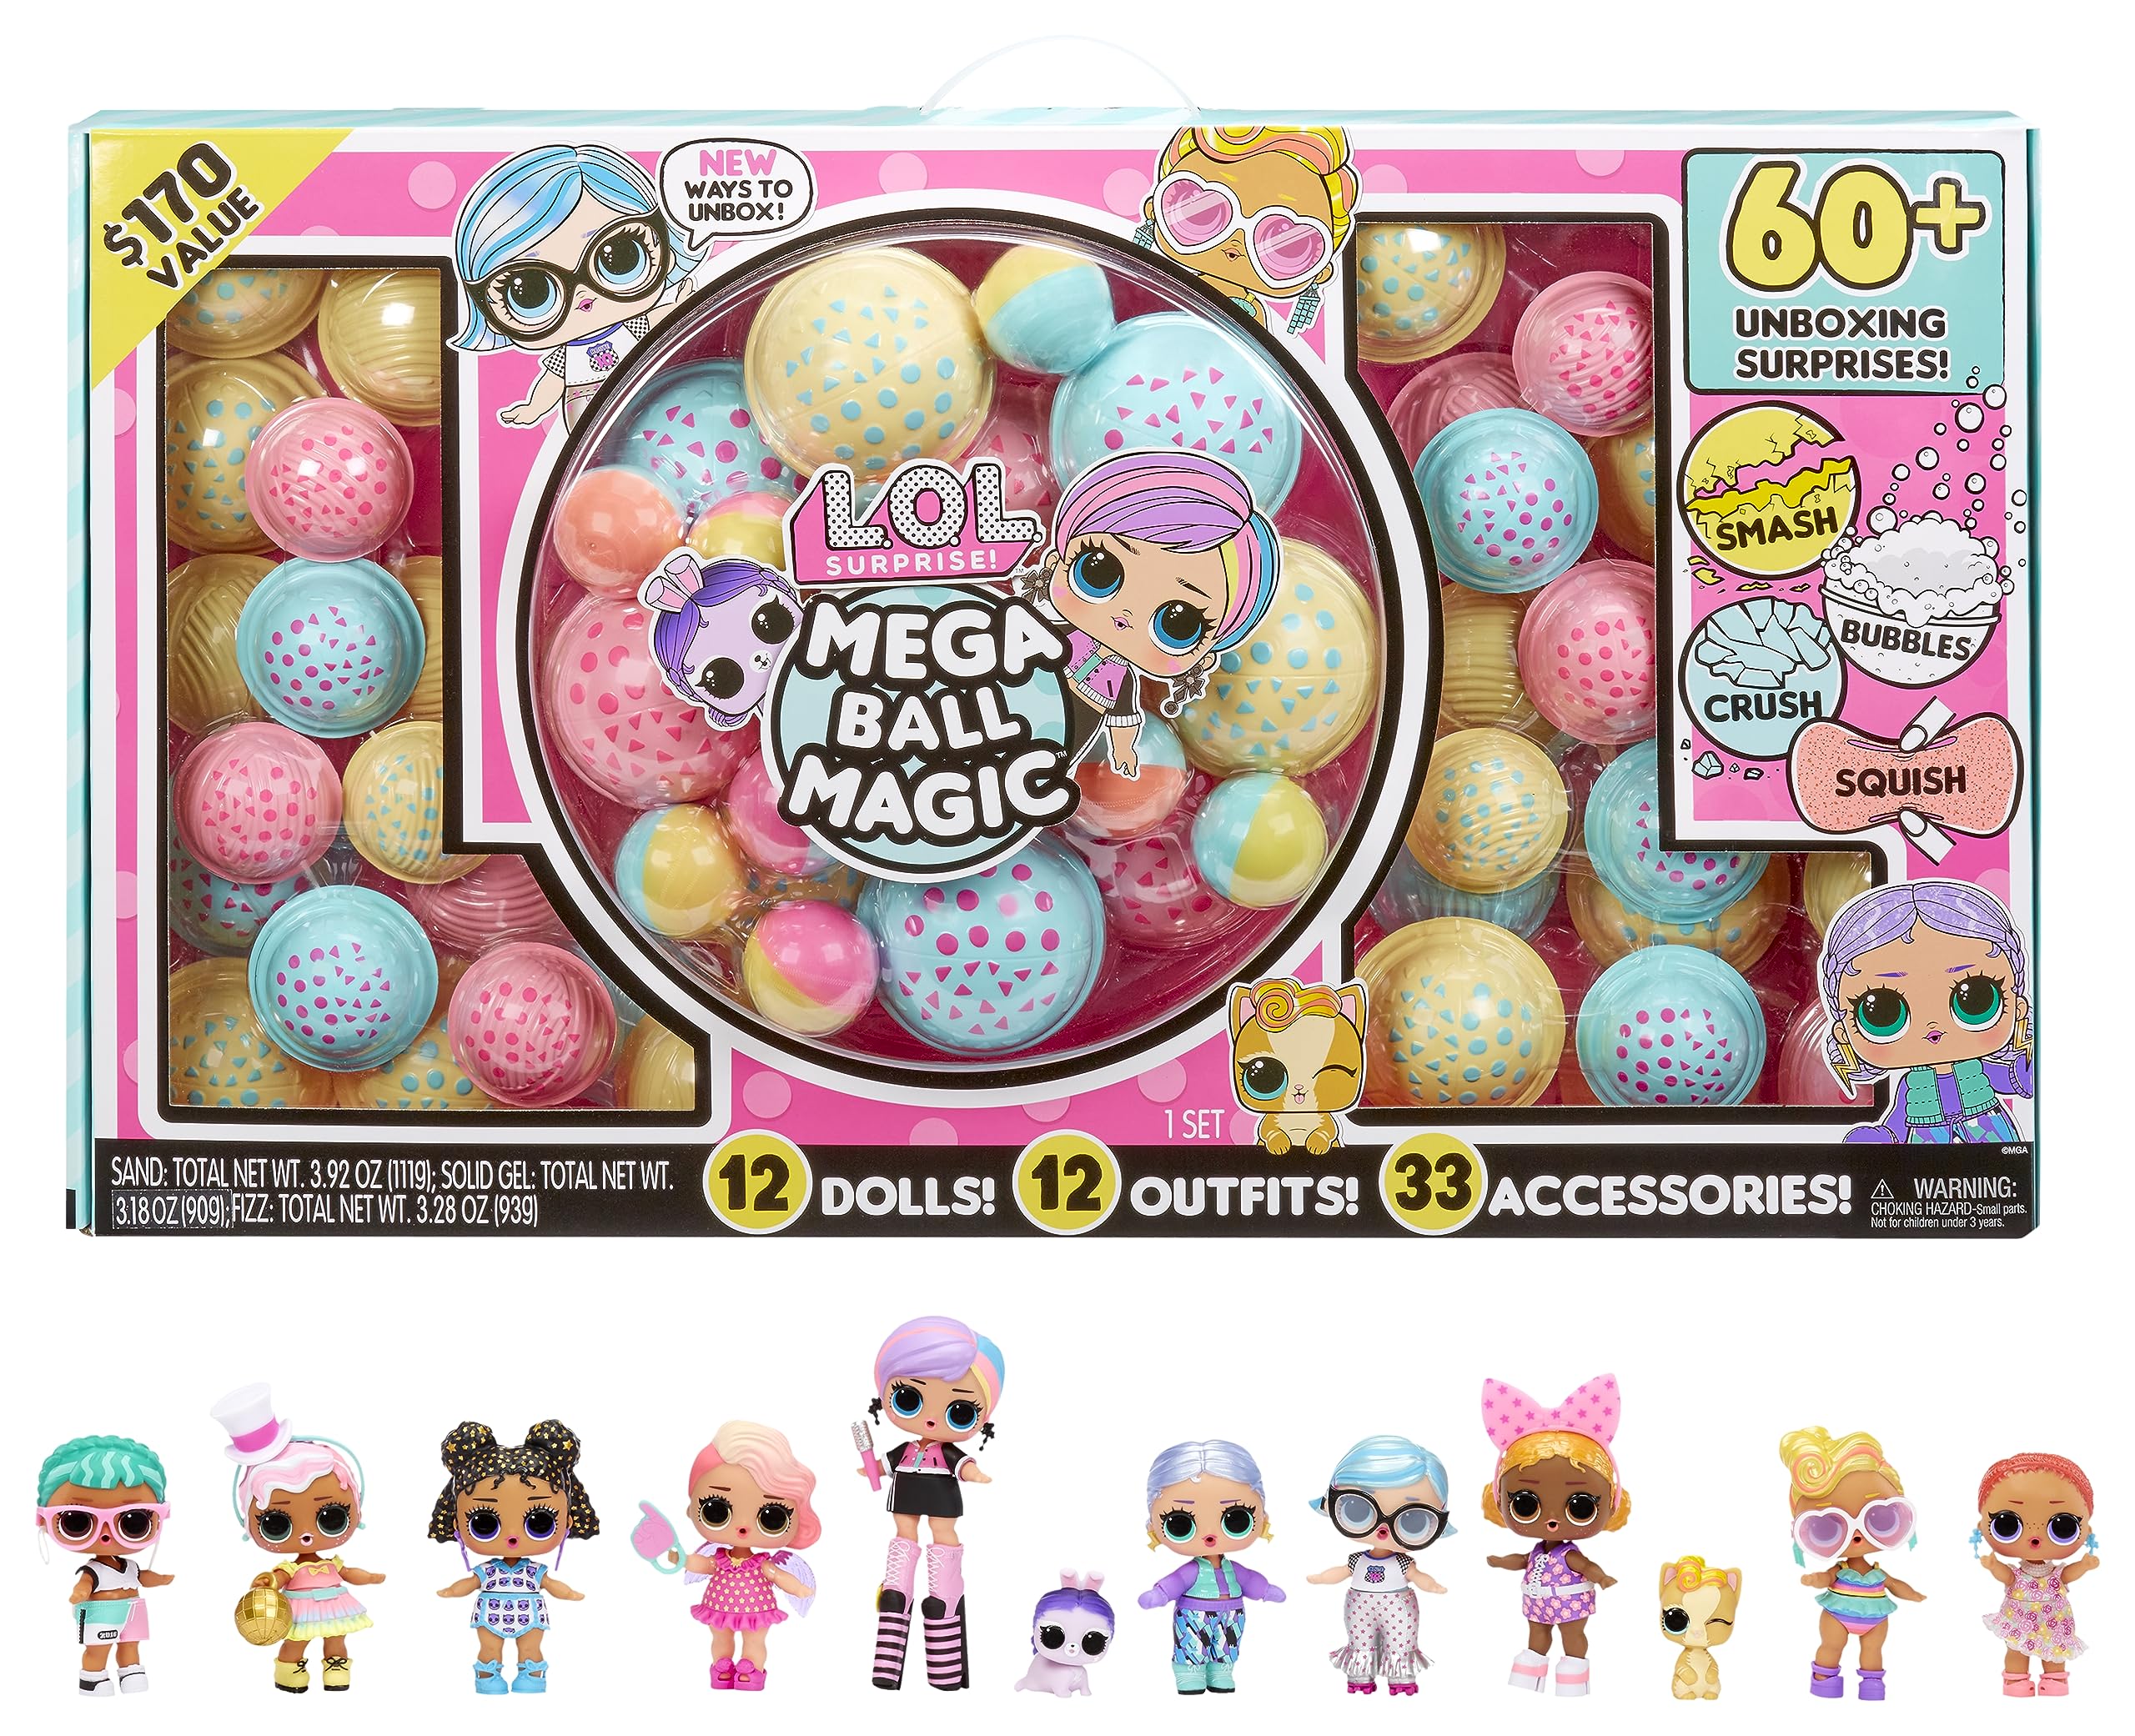 $170
VALUE
NEW
WAYS TO
UNBOX!
60+
UNBOXING
SURPRISES!
L.O.L.
SURPRISE!™
MEGA
BALL
MAGIC™
SMASH
BUBBLES
CRUSH
SQUISH
1 SET
©MGA
SAND: TOTAL NET WT. 3.92 OZ (111g); SOLID GEL: TOTAL NET WT.
3.18 OZ (90g); FIZZ: TOTAL NET WT. 3.28 OZ (93g)
12 DOLLS! 12 OUTFITS! 33 ACCESSORIES!
⚠ WARNING:
CHOKING HAZARD-Small parts.
Not for children under 3 years.